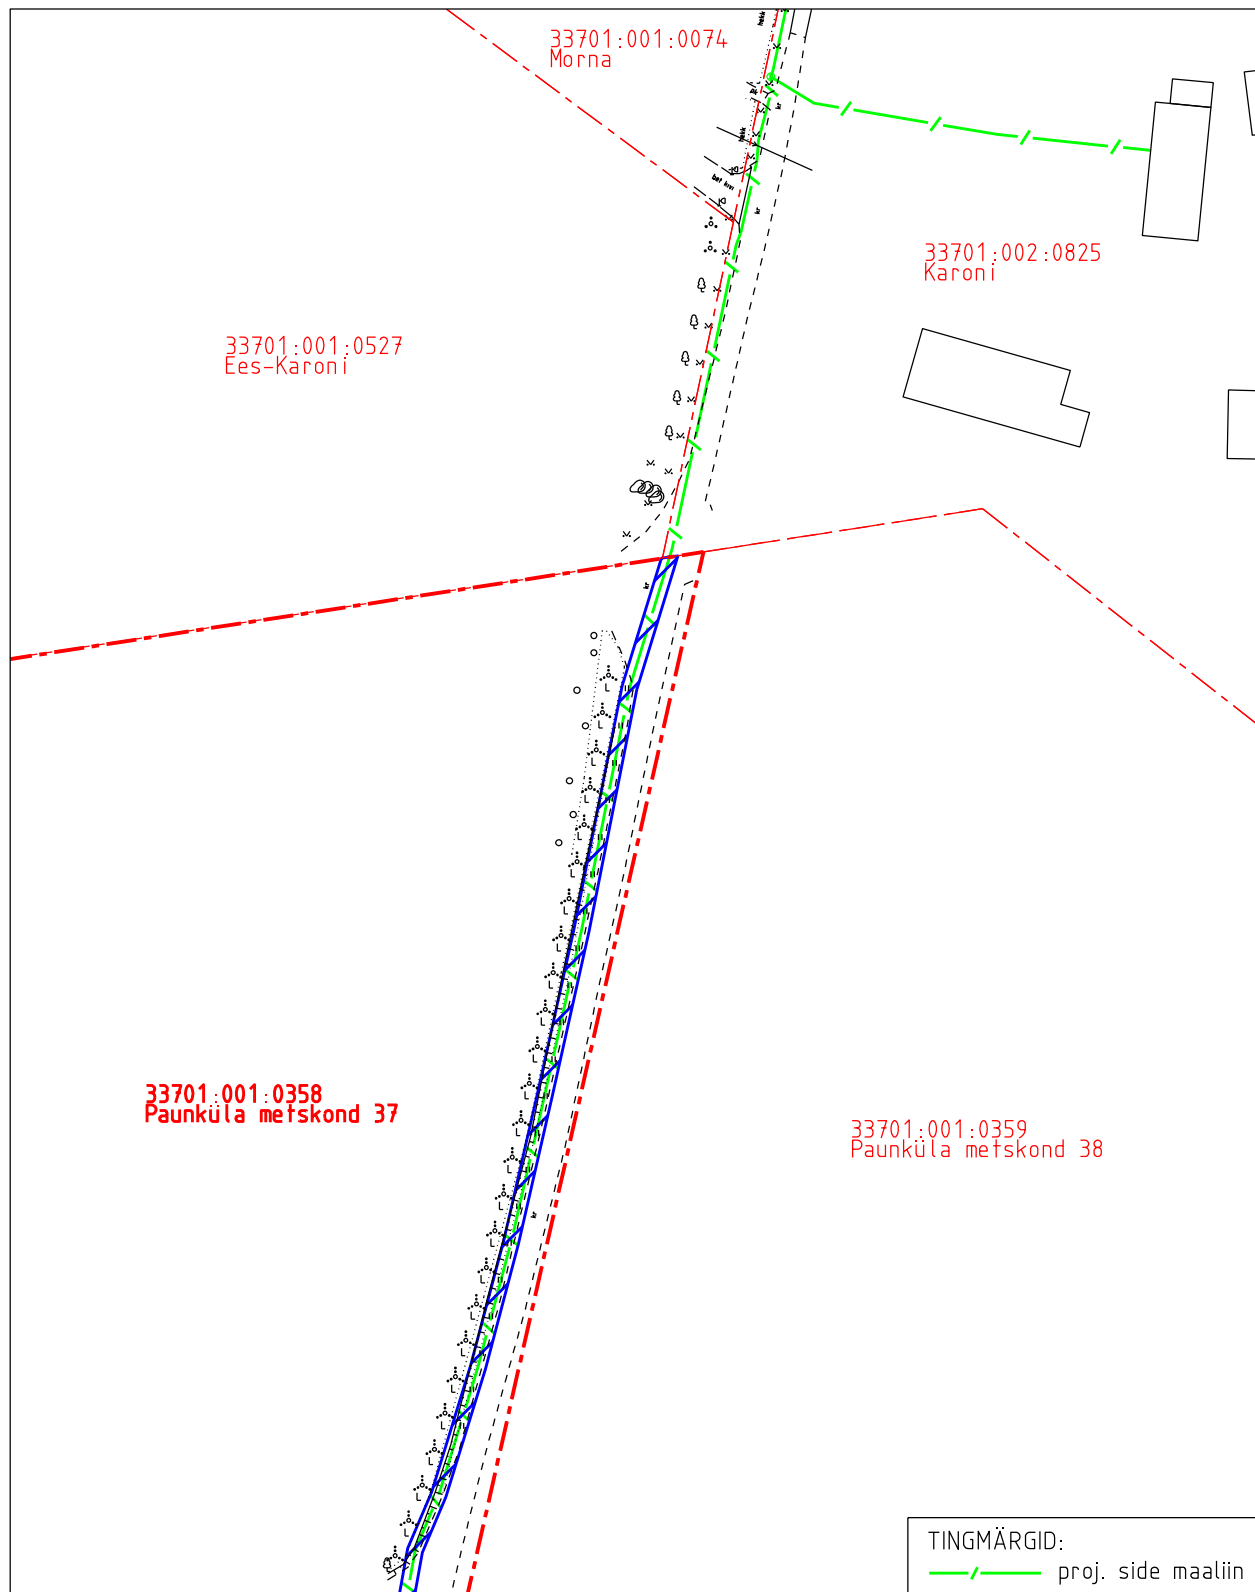 33701:001:0074
Morna
33701:002:0825
Karoni
33701:001:0527
Ees-Karoni
33701:001:0358
Paunküla metskond 37
33701:001:0359
Paunküla metskond 38
TINGMÄRGID:
proj. side maaliin